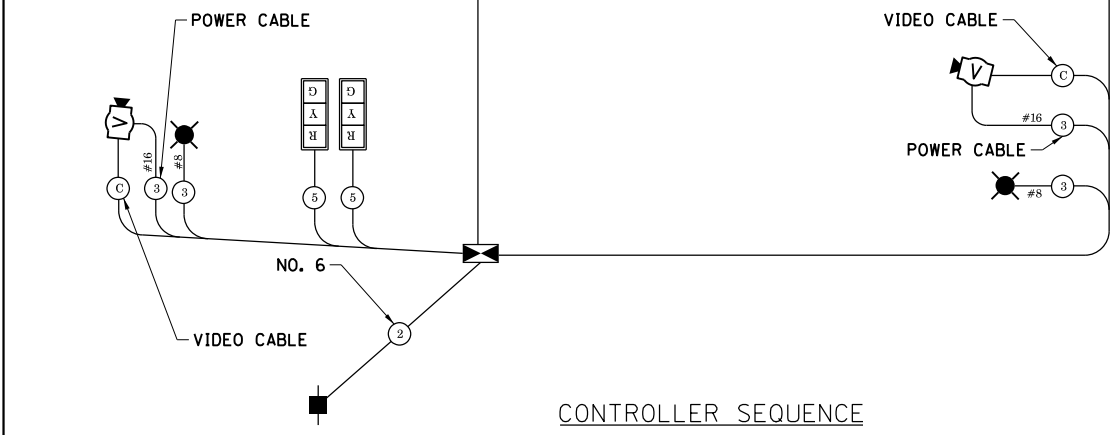 POWER CABLE
VIDEO CABLE
V
C
G
G
Y
Y
R
R
V
#16
3
#16
#8
POWER CABLE
C
3
3
5
5
3
#8
NO. 6
2
VIDEO CABLE
CONTROLLER SEQUENCE